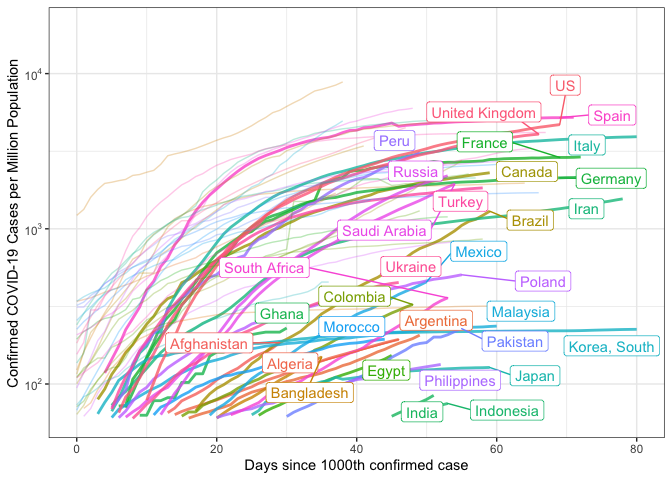 10⁴
10³
10²
Confirmed COVID-19 Cases per Million Population
US
United Kingdom
Spain
Peru
France
Italy
Russia
Canada
Germany
Turkey
Iran
Brazil
Saudi Arabia
Mexico
South Africa
Ukraine
Poland
Colombia
Ghana
Malaysia
Morocco
Argentina
Afghanistan
Pakistan
Korea, South
Algeria
Egypt
Japan
Philippines
Bangladesh
India
Indonesia
0
20
40
60
80
Days since 1000th confirmed case